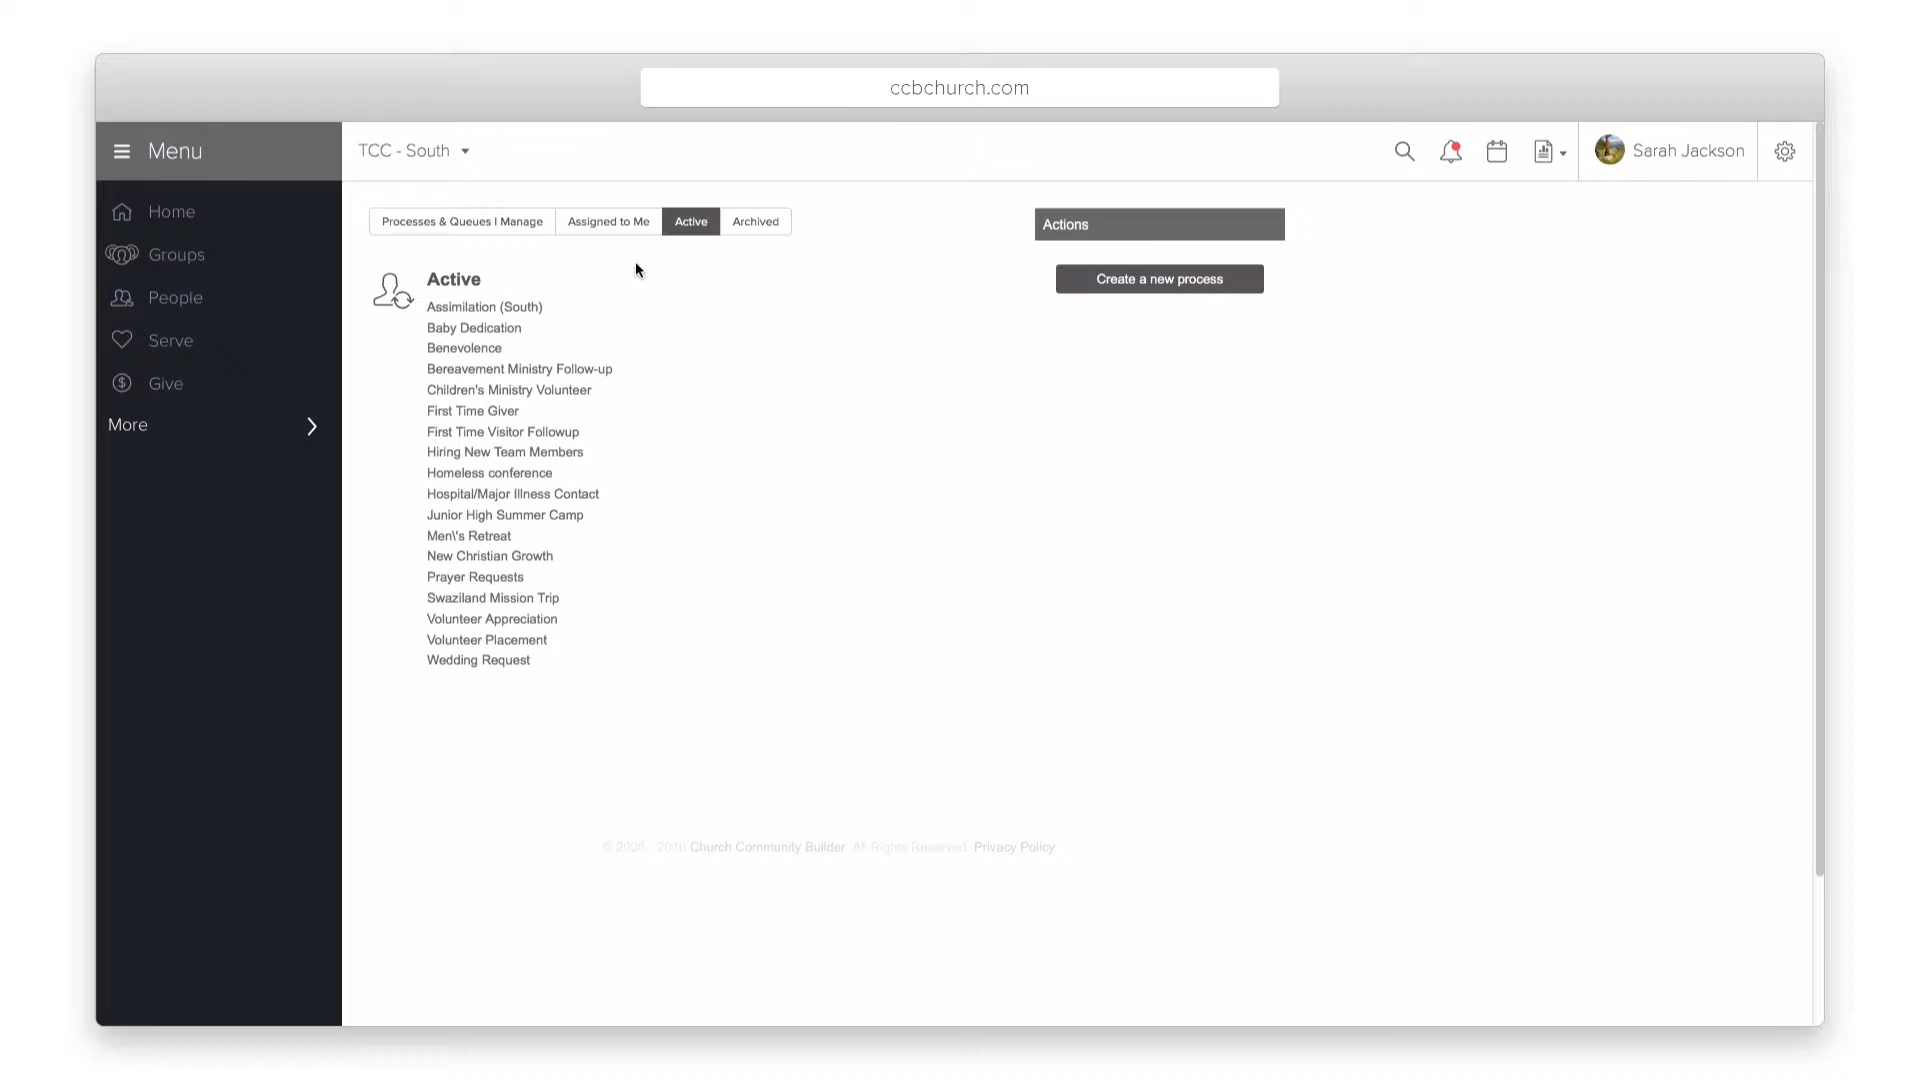 ccbchurch.com
Menu
TCC - South
Sarah Jackson
Home
Groups
People
Serve
Give
More
Processes & Queues I Manage
Assigned to Me
Active
Archived
Actions
Create a new process
Active
Assimilation (South)
Baby Dedication
Benevolence
Bereavement Ministry Follow-up
Children's Ministry Volunteer
First Time Giver
First Time Visitor Followup
Hiring New Team Members
Homeless conference
Hospital/Major Illness Contact
Junior High Summer Camp
Men\'s Retreat
New Christian Growth
Prayer Requests
Swaziland Mission Trip
Volunteer Appreciation
Volunteer Placement
Wedding Request
© Church Community Builder. All Rights Reserved. Privacy Policy